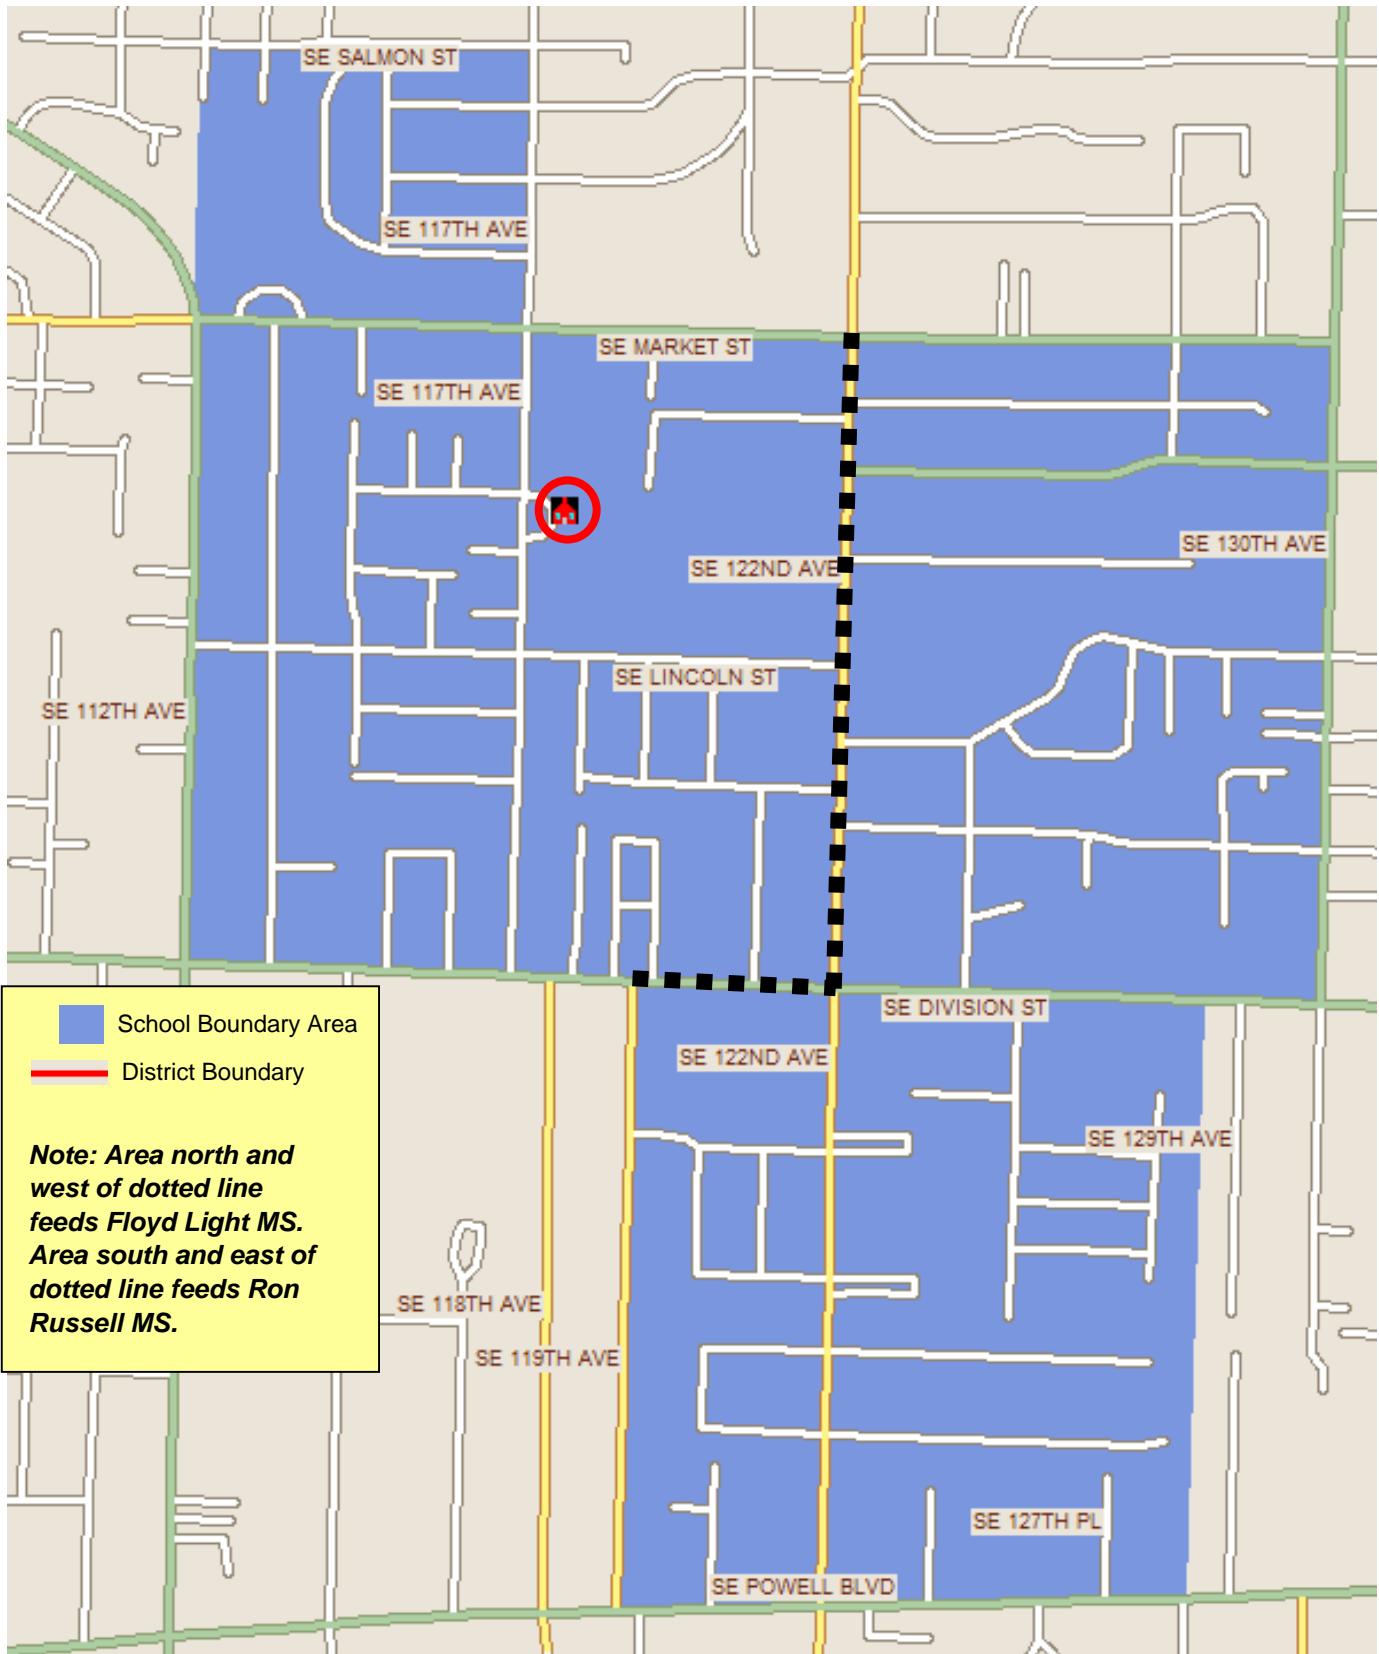 SE SALMON ST
SE 117TH AVE
SE MARKET ST
SE 117TH AVE
SE 130TH AVE
SE 122ND AVE
SE LINCOLN ST
SE 112TH AVE
SE DIVISION ST
SE 122ND AVE
SE 129TH AVE
SE 118TH AVE
SE 119TH AVE
SE 127TH PL
SE POWELL BLVD
School Boundary Area
District Boundary
Note: Area north and
west of dotted line
feeds Floyd Light MS.
Area south and east of
dotted line feeds Ron
Russell MS.